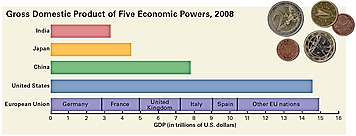 Gross Domestic Product of Five Economic Powers, 2008
India
Japan
China
United States
European Union
Germany
France
United
Kingdom
Italy
Spain
Other EU nations
0 1 2 3 4 5 6 7 8 9 10 11 12 13 14 15 16
GDP (in trillions of U.S. dollars)